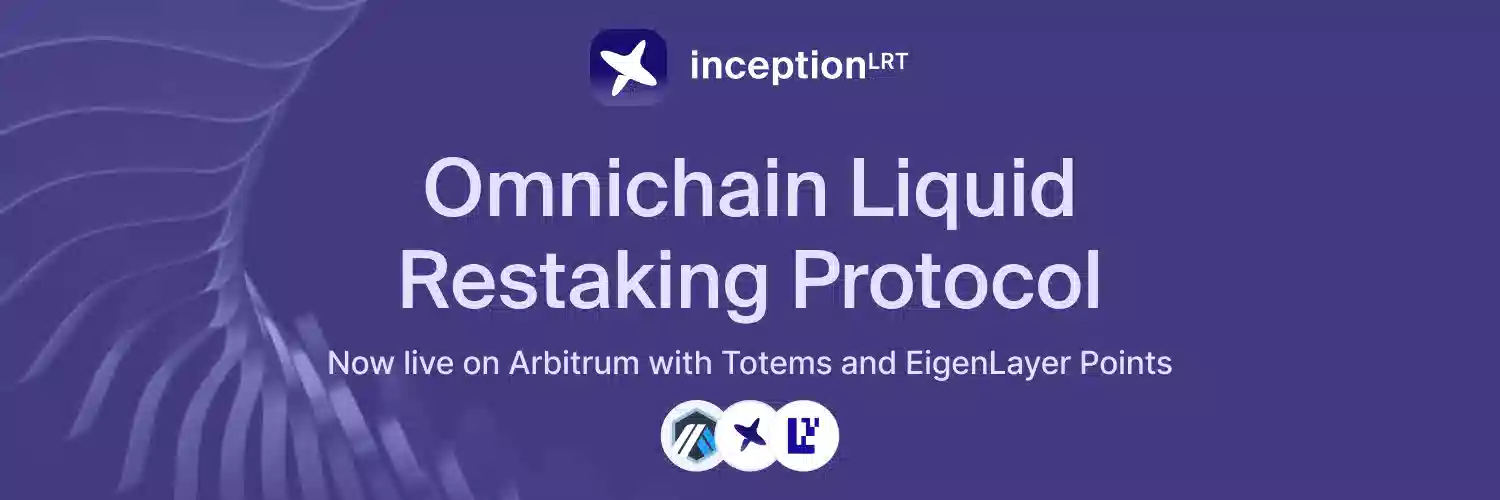 inceptionLRT
Omnichain Liquid
Restaking Protocol
Now live on Arbitrum with Totems and EigenLayer Points